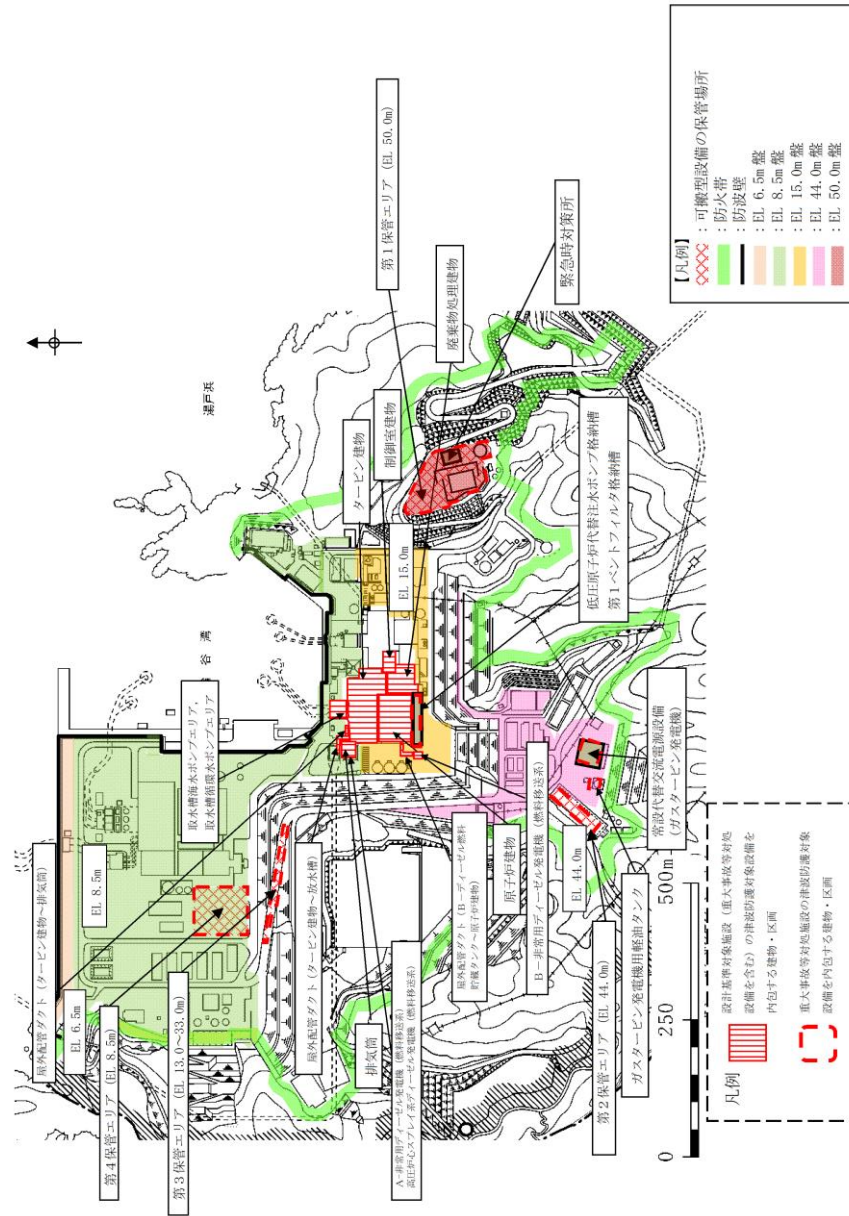 屋外配管ダクト(タービン建物～排気筒)
EL 6.5m
第4保管エリア (EL 8.5m)
第3保管エリア (EL 13.0～33.0m)
EL 8.5m
取水槽海水ポンプエリア,
取水槽循環水ポンプエリア
谷 湾
湯戸浜
タービン建物
制御室建物
第1保管エリア (EL 50.0m)
廃棄物処理建物
緊急時対策所
EL 15.0m
屋外配管ダクト(タービン建物～放水槽)
排気筒
A-非常用ディーゼル発電機(燃料移送系)
高圧炉心スプレイ系ディーゼル発電機(燃料移送系)
屋外配管ダクト(B-ディーゼル燃料
貯蔵タンク～原子炉建物)
原子炉建物
B-非常用ディーゼル発電機(燃料移送系)
EL 44.0m
低圧原子炉代替注水ポンプ格納槽
第1ベントフィルタ格納槽
第2保管エリア (EL 44.0m)
ガスタービン発電機用軽油タンク
常設代替交流電源設備
(ガスタービン発電機)
0
250
500m
凡例
設計基準対象施設(重大事故等対処
設備を含む)の津波防護対象設備を
内包する建物・区画
重大事故等対処施設の津波防護対象
設備を内包する建物・区画
【凡例】
:可搬型設備の保管場所
:防火帯
:防波壁
:EL 6.5m盤
:EL 8.5m盤
:EL 15.0m盤
:EL 44.0m盤
:EL 50.0m盤